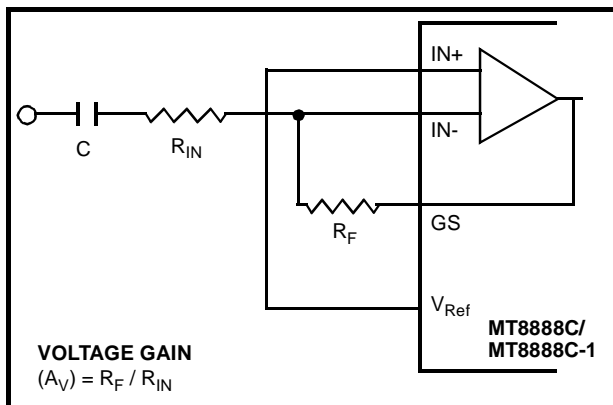 IN+
IN-
C
R_IN
R_F
GS
V_Ref
MT8888C/
MT8888C-1
VOLTAGE GAIN
(A_V) = R_F / R_IN